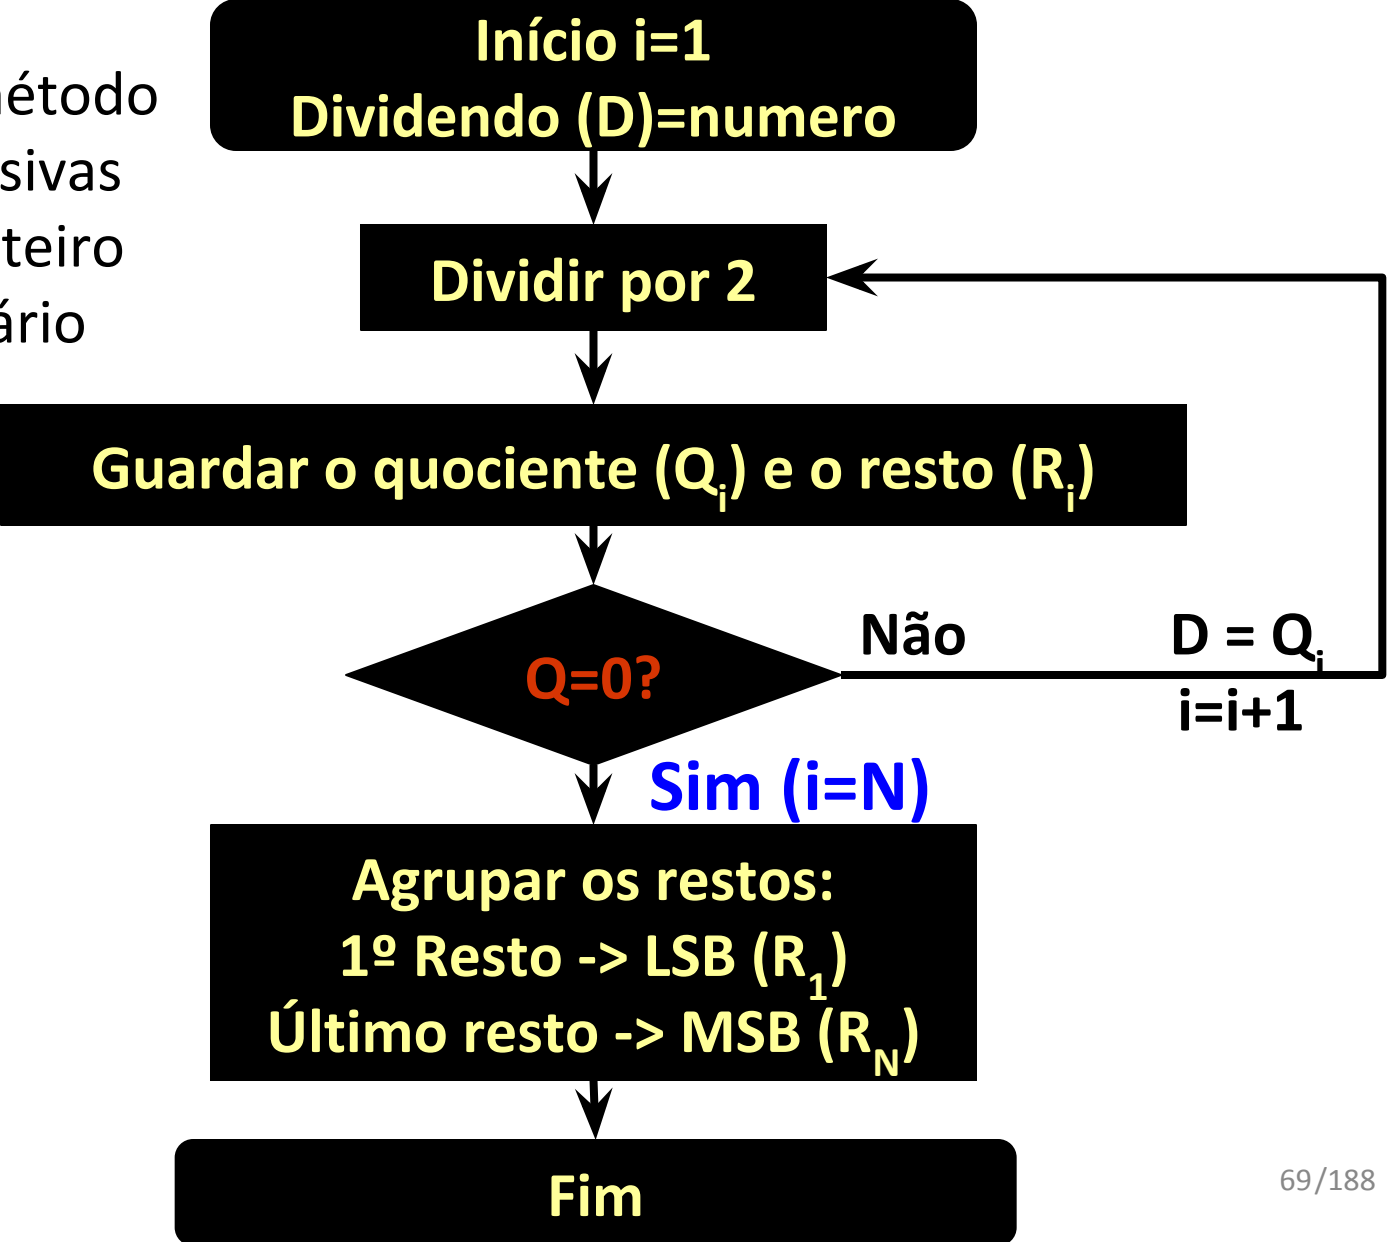 Início i=1
Dividendo (D)=numero
étodo
sivas
teiro
ário
Dividir por 2
Guardar o quociente (Qi) e o resto (Ri)
Q=0?
Não
D = Qi
i=i+1
Sim (i=N)
Agrupar os restos:
1º Resto -> LSB (R1)
Último resto -> MSB (RN)
Fim
69/188